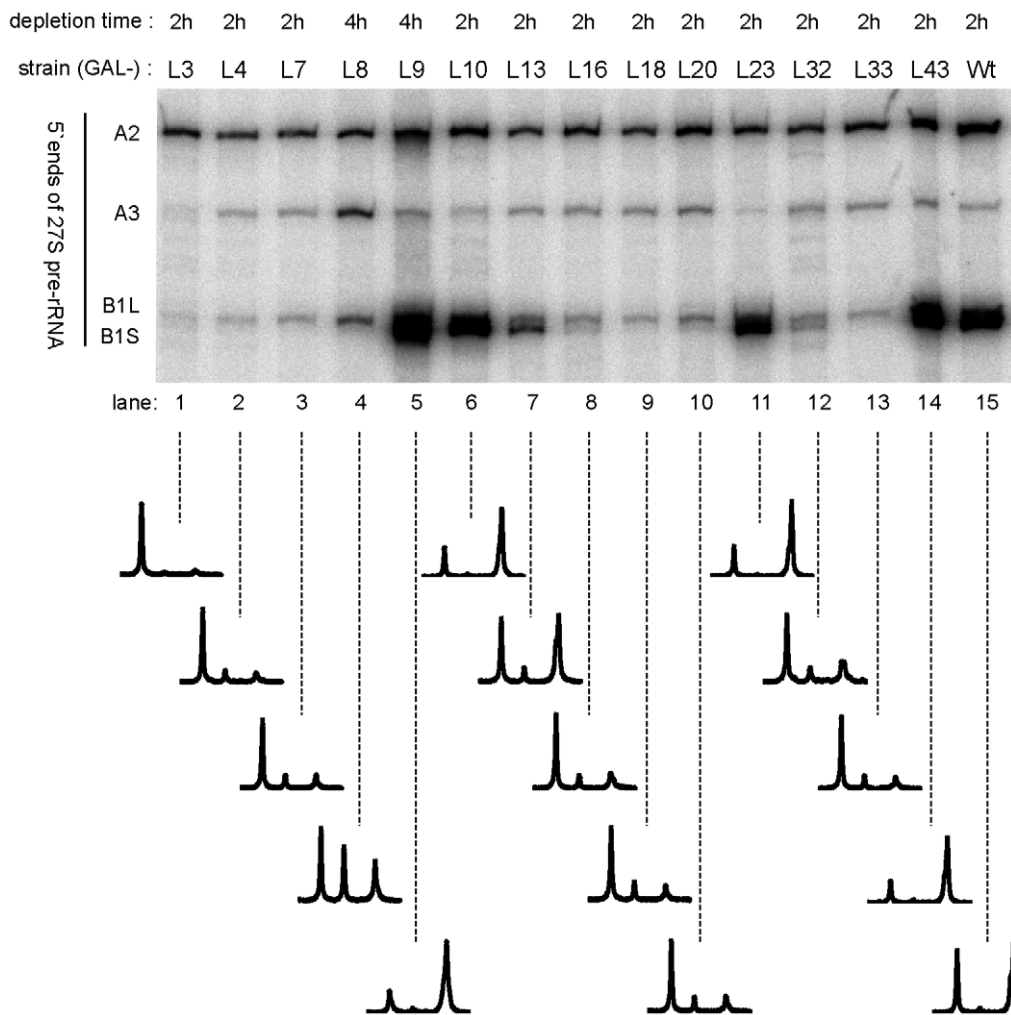 depletion time : 2h 2h 2h 4h 4h 2h 2h 2h 2h 2h 2h 2h 2h 2h 2h
strain (GAL-) : L3 L4 L7 L8 L9 L10 L13 L16 L18 L20 L23 L32 L33 L43 Wt
5' ends of 27S pre-rRNA
A2
A3
B1L
B1S
lane: 1 2 3 4 5 6 7 8 9 10 11 12 13 14 15